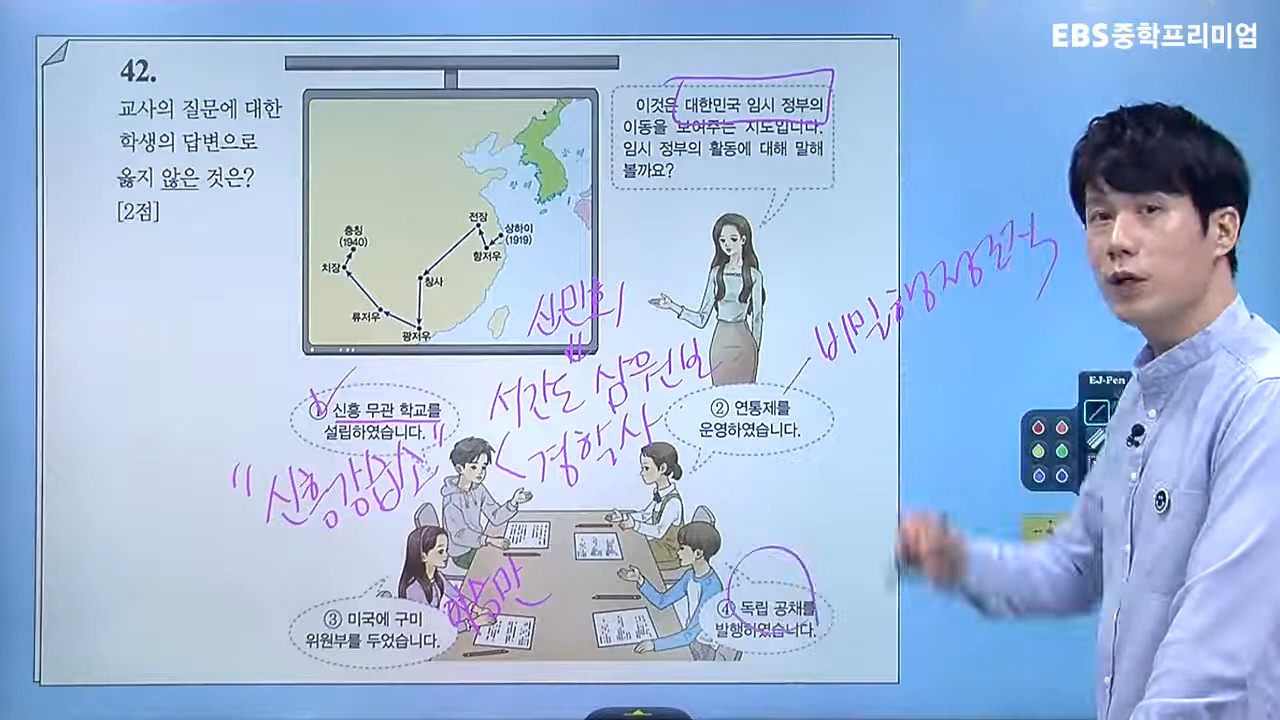 EBS중학프리미엄
42.
교사의 질문에 대한
학생의 답변으로
옳지 않은 것은?
[2점]
이것은 대한민국 임시 정부의
이동을 보여주는 지도입니다.
임시 정부의 활동에 대해 말해
볼까요?
동해
황해
충칭
(1940)
치장
류저우
광저우
창사
전장
항저우
상하이
(1919)
신민회
서간도 삼원보
경학사
비밀행정조직
① 신흥 무관 학교를
설립하였습니다.
"신흥강습소"
② 연통제를
운영하였습니다.
③ 미국에 구미
위원부를 두었습니다.
이승만
④ 독립 공채를
발행하였습니다.
EJ-Pen